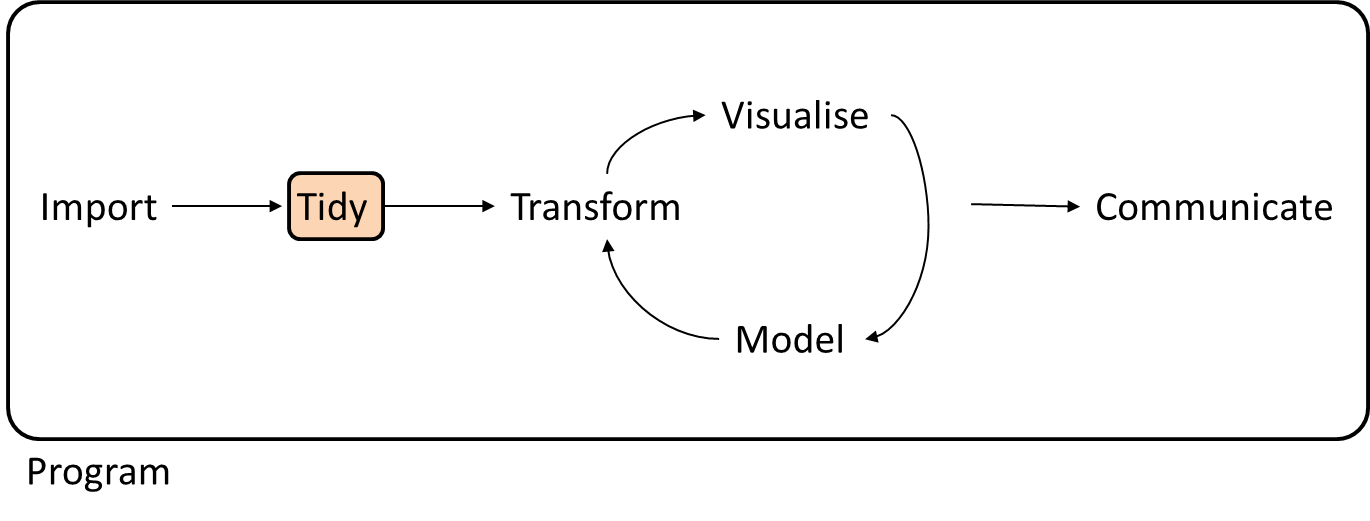 Visualise
Import
Tidy
Transform
Communicate
Model
Program